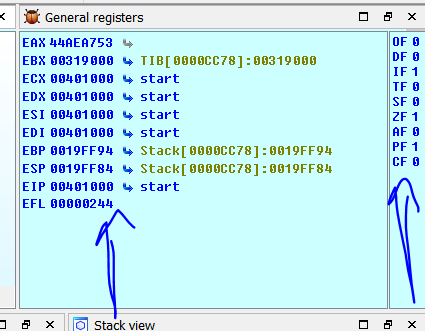 General registers
EAX 44AEA753
EBX 00319000 TIB[0000CC78]:00319000
ECX 00401000 start
EDX 00401000 start
ESI 00401000 start
EDI 00401000 start
EBP 0019FF94 Stack[0000CC78]:0019FF94
ESP 0019FF84 Stack[0000CC78]:0019FF84
EIP 00401000 start
EFL 00000244
OF 0
DF 0
IF 1
TF 0
SF 0
ZF 1
AF 0
PF 1
CF 0
Stack view